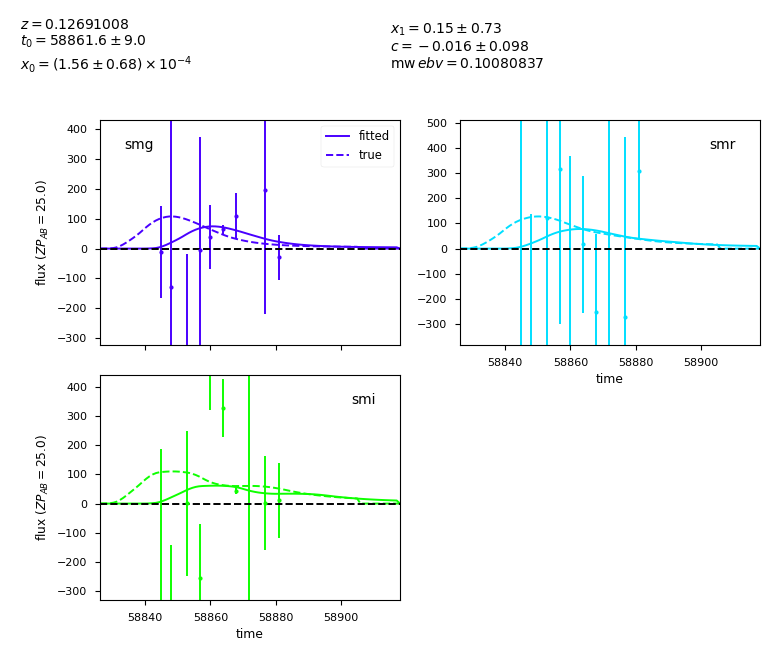 z = 0.12691008
t₀ = 58861.6 ± 9.0
x₀ = (1.56 ± 0.68) × 10⁻⁴
x₁ = 0.15 ± 0.73
c = −0.016 ± 0.098
mw ebv = 0.10080837
smg
fitted
true
400
300
200
100
0
−100
−200
−300
flux (ZP_AB = 25.0)
smr
500
400
300
200
100
0
−100
−200
−300
58840 58860 58880 58900
time
smi
400
300
200
100
0
−100
−200
−300
flux (ZP_AB = 25.0)
58840 58860 58880 58900
time